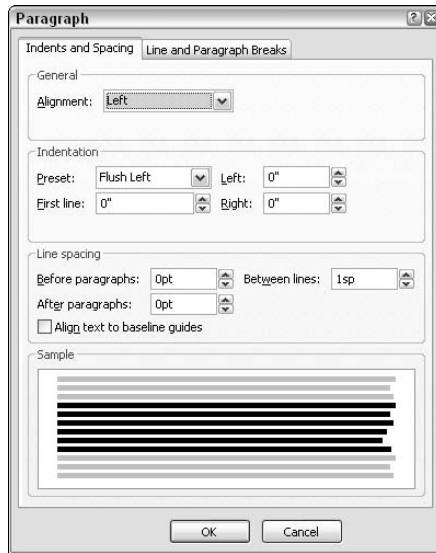 Paragraph
Indents and Spacing Line and Paragraph Breaks
General
Alignment: Left
Indentation
Preset: Flush Left Left: 0"
First line: 0" Right: 0"
Line spacing
Before paragraphs: 0pt Between lines: 1sp
After paragraphs: 0pt
Align text to baseline guides
Sample
OK Cancel